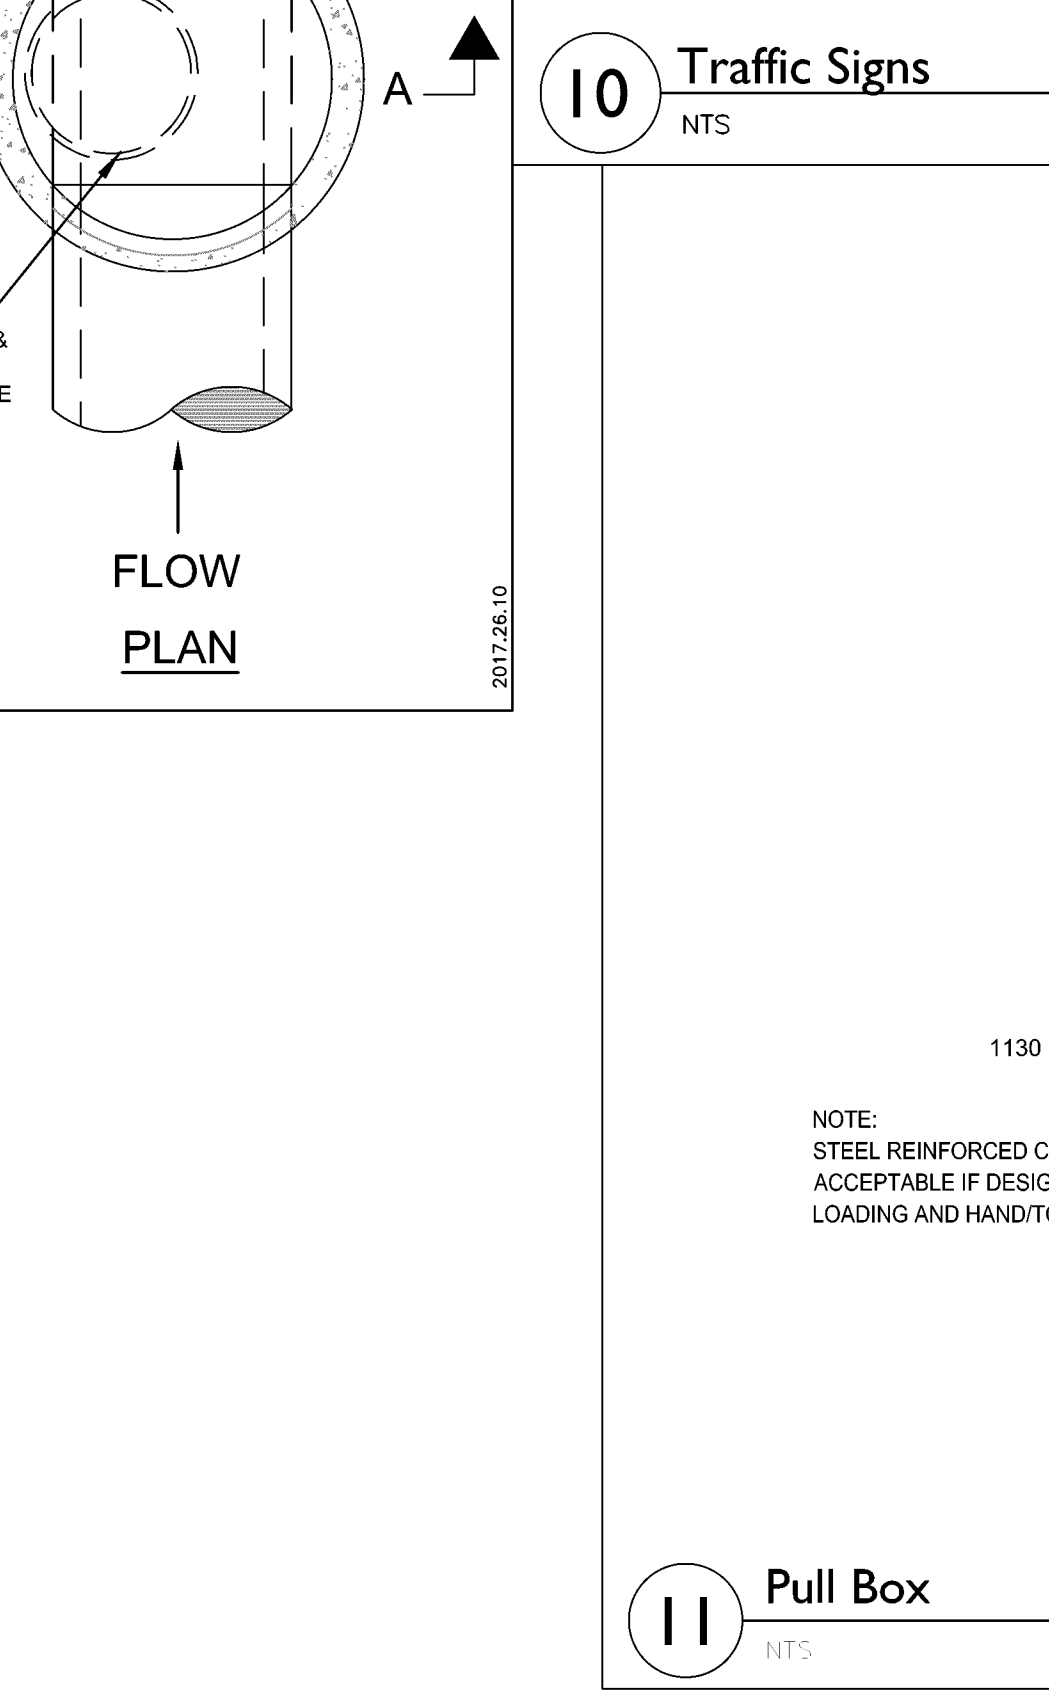 A
10
Traffic Signs
NTS
&
E
FLOW
PLAN
2017.26.10
1130
NOTE:
STEEL REINFORCED C
ACCEPTABLE IF DESIG
LOADING AND HAND/TO
11
Pull Box
NTS